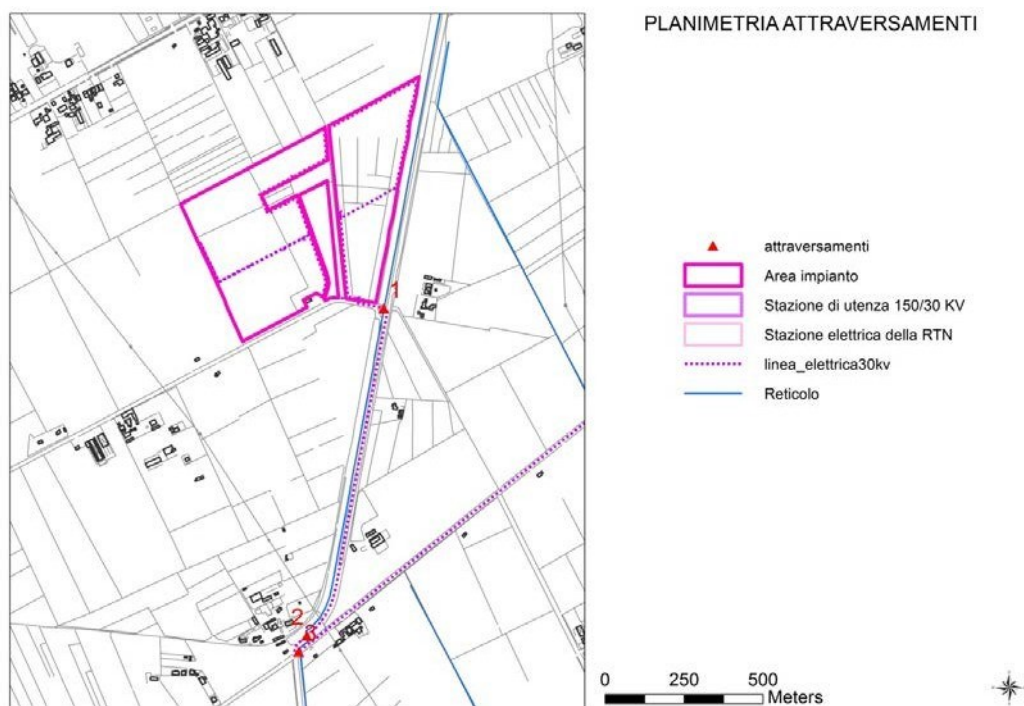 PLANIMETRIA ATTRAVERSAMENTI
1
2
3
attraversamenti
Area impianto
Stazione di utenza 150/30 KV
Stazione elettrica della RTN
linea_elettrica30kv
Reticolo
0 250 500
Meters